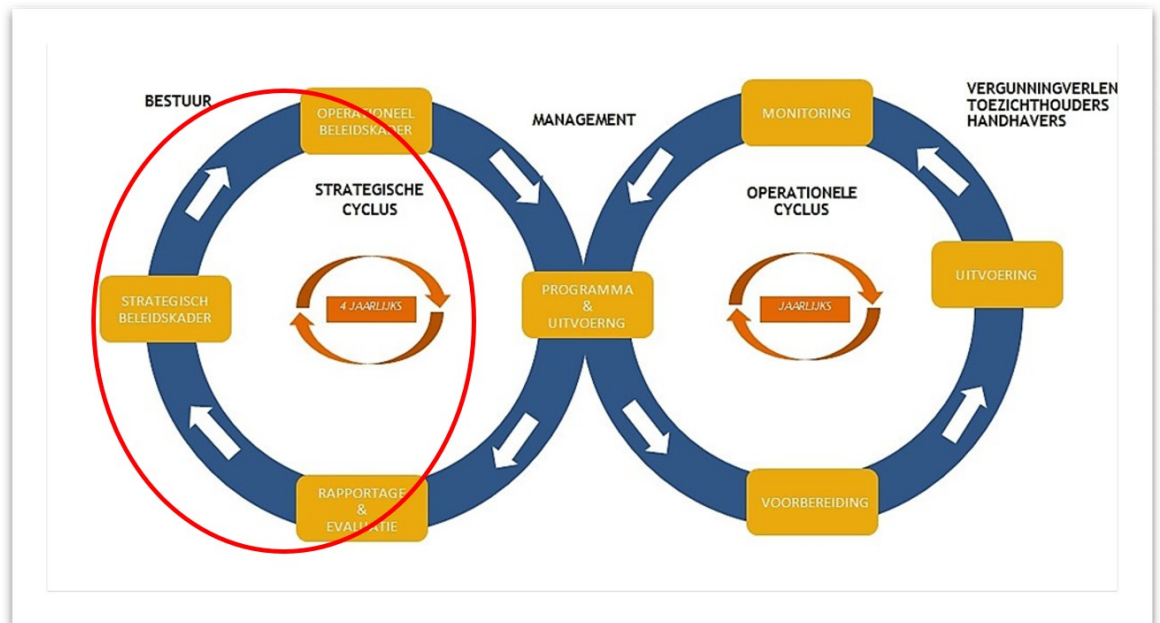 BESTUUR
OPERATIONEEL
BELEIDSKADER
MANAGEMENT
MONITORING
VERGUNNINGVERLEN
TOEZICHTHOUDERS
HANDHAVERS
STRATEGISCHE
CYCLUS
OPERATIONELE
CYCLUS
STRATEGISCH
BELEIDSKADER
4 JAARLIJKS
PROGRAMMA
&
UITVOERNG
JAARLIJKS
UITVOERING
RAPPORTAGE
&
EVALUATIE
VOORBEREIDING